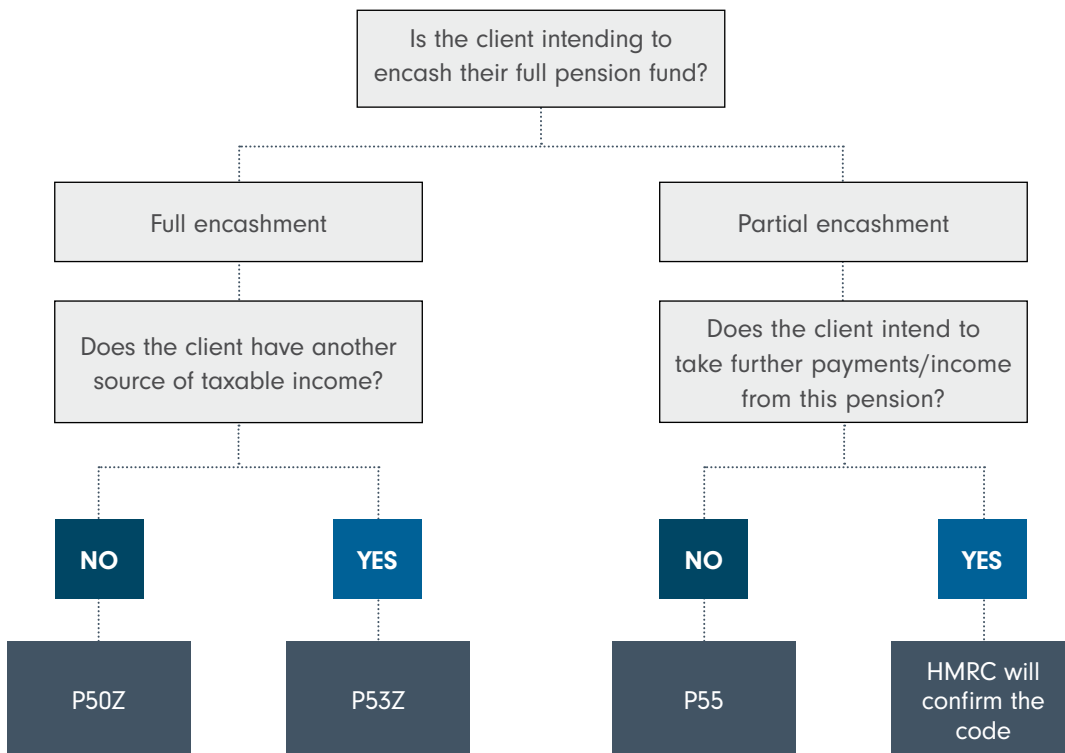 Is the client intending to
encash their full pension fund?
Full encashment
Partial encashment
Does the client have another
source of taxable income?
Does the client intend to
take further payments/income
from this pension?
NO
YES
NO
YES
P50Z
P53Z
P55
HMRC will
confirm the
code